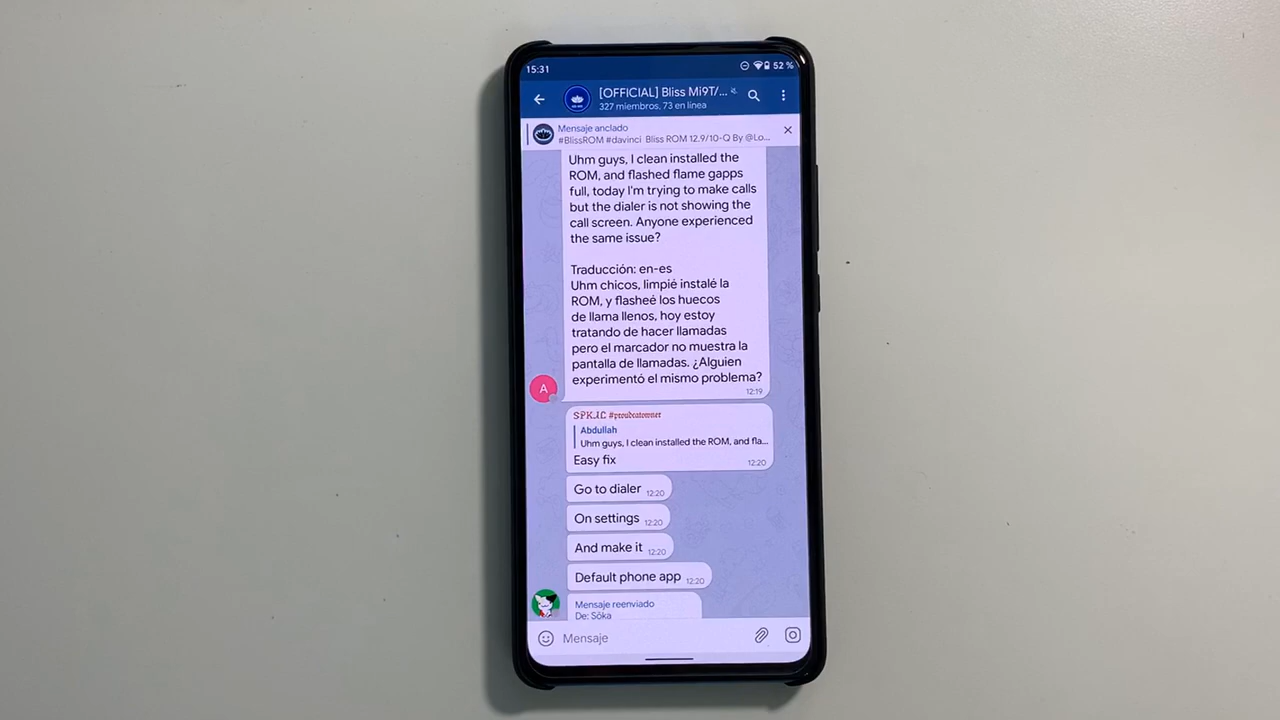 15:31
52 %
[OFFICIAL] Bliss Mi9T/...
327 miembros, 73 en línea
Mensaje anclado
#BlissROM #davinci Bliss ROM 12.9/10-Q By @Lo...
Uhm guys, I clean installed the
ROM, and flashed flame gapps
full, today I'm trying to make calls
but the dialer is not showing the
call screen. Anyone experienced
the same issue?
Traducción: en-es
Uhm chicos, limpié instalé la
ROM, y flasheé los huecos
de llama llenos, hoy estoy
tratando de hacer llamadas
pero el marcador no muestra la
pantalla de llamadas. ¿Alguien
experimentó el mismo problema?
12:19
A
#proudcatowner
Abdullah
Uhm guys, I clean installed the ROM, and fla...
Easy fix 12:20
Go to dialer 12:20
On settings 12:20
And make it 12:20
Default phone app 12:20
Mensaje reenviado
De: Sôka
Mensaje